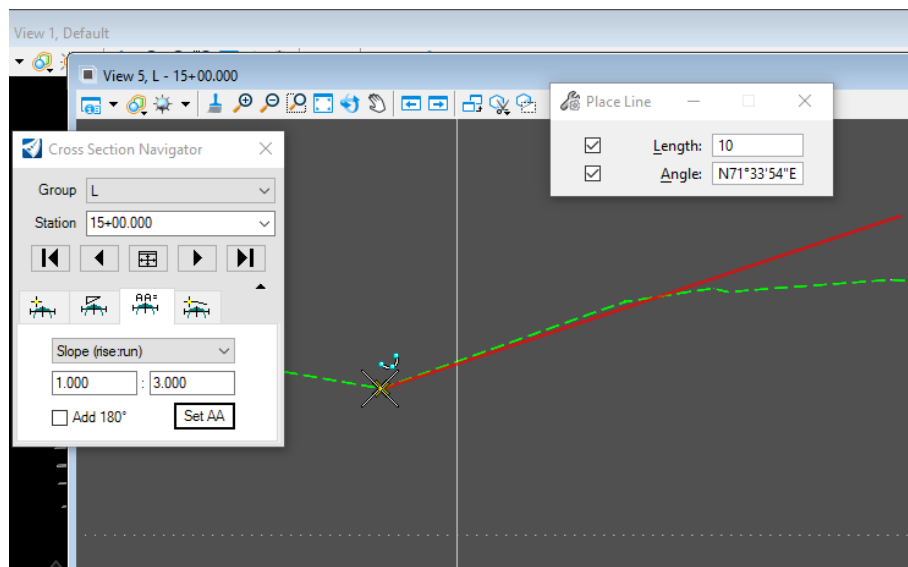 View 1, Default
View 5, L - 15+00.000
Place Line
Length: 10
Angle: N71°33'54"E
Cross Section Navigator
Group L
Station 15+00.000
AA=
Slope (rise:run)
1.000 : 3.000
Add 180° Set AA